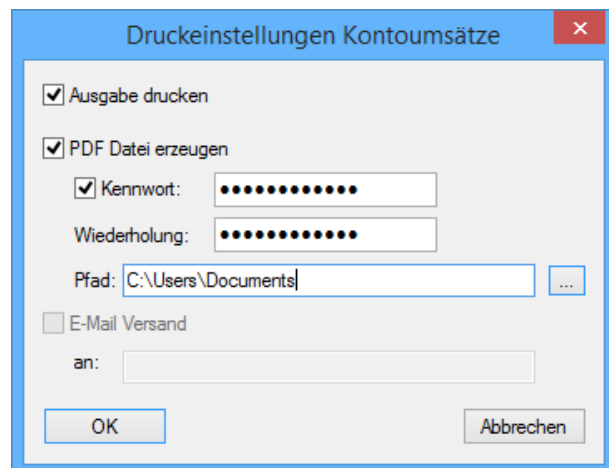 Druckeinstellungen Kontoumsätze
Ausgabe drucken
PDF Datei erzeugen
Kennwort: ●●●●●●●●●●●●
Wiederholung: ●●●●●●●●●●●●
Pfad: C:\Users\Documents ...
E-Mail Versand
an:
OK Abbrechen